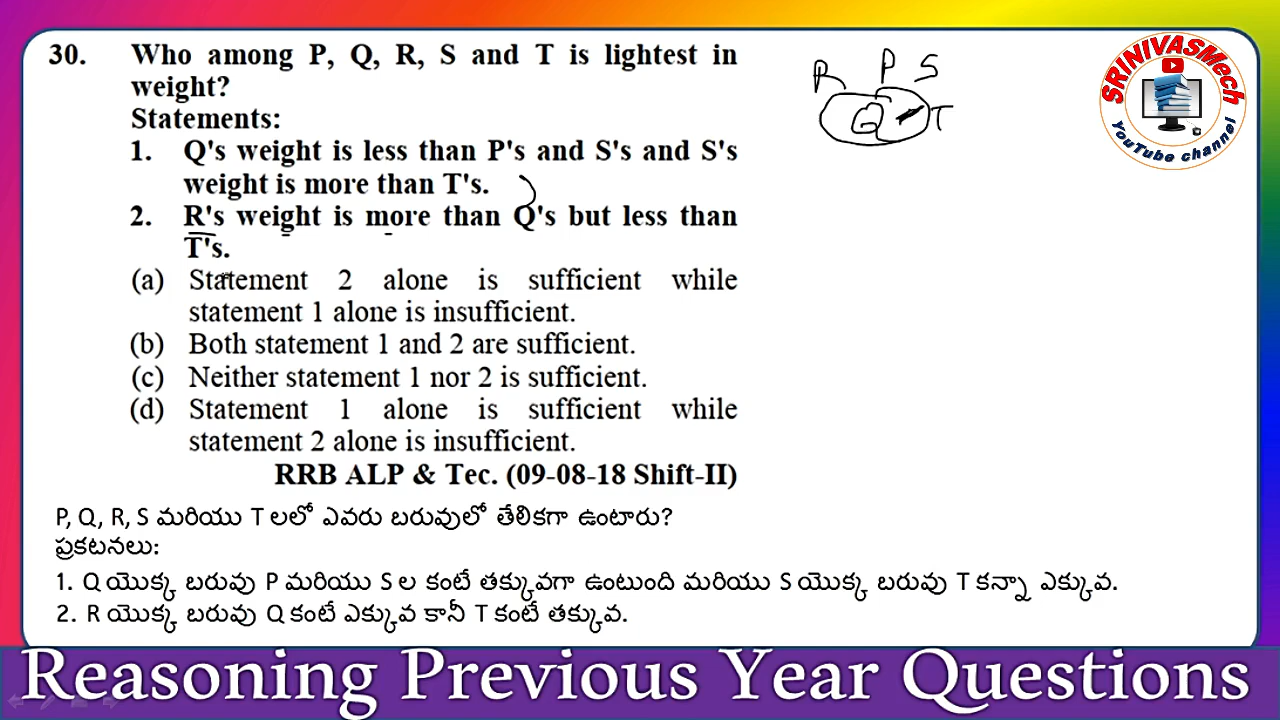 30. Who among P, Q, R, S and T is lightest in
weight?
Statements:
1. Q's weight is less than P's and S's and S's
weight is more than T's.
2. R's weight is more than Q's but less than
T's.
(a) Statement 2 alone is sufficient while
statement 1 alone is insufficient.
(b) Both statement 1 and 2 are sufficient.
(c) Neither statement 1 nor 2 is sufficient.
(d) Statement 1 alone is sufficient while
statement 2 alone is insufficient.
RRB ALP & Tec. (09-08-18 Shift-II)
P, Q, R, S మరియు T లలో ఎవరు బరువులో తేలికగా ఉంటారు?
ప్రకటనలు:
1. Q యొక్క బరువు P మరియు S ల కంటే తక్కువగా ఉంటుంది మరియు S యొక్క బరువు T కన్నా ఎక్కువ.
2. R యొక్క బరువు Q కంటే ఎక్కువ కానీ T కంటే తక్కువ.
R P S
Q T
SRINIVASMech
YouTube channel
Reasoning Previous Year Questions